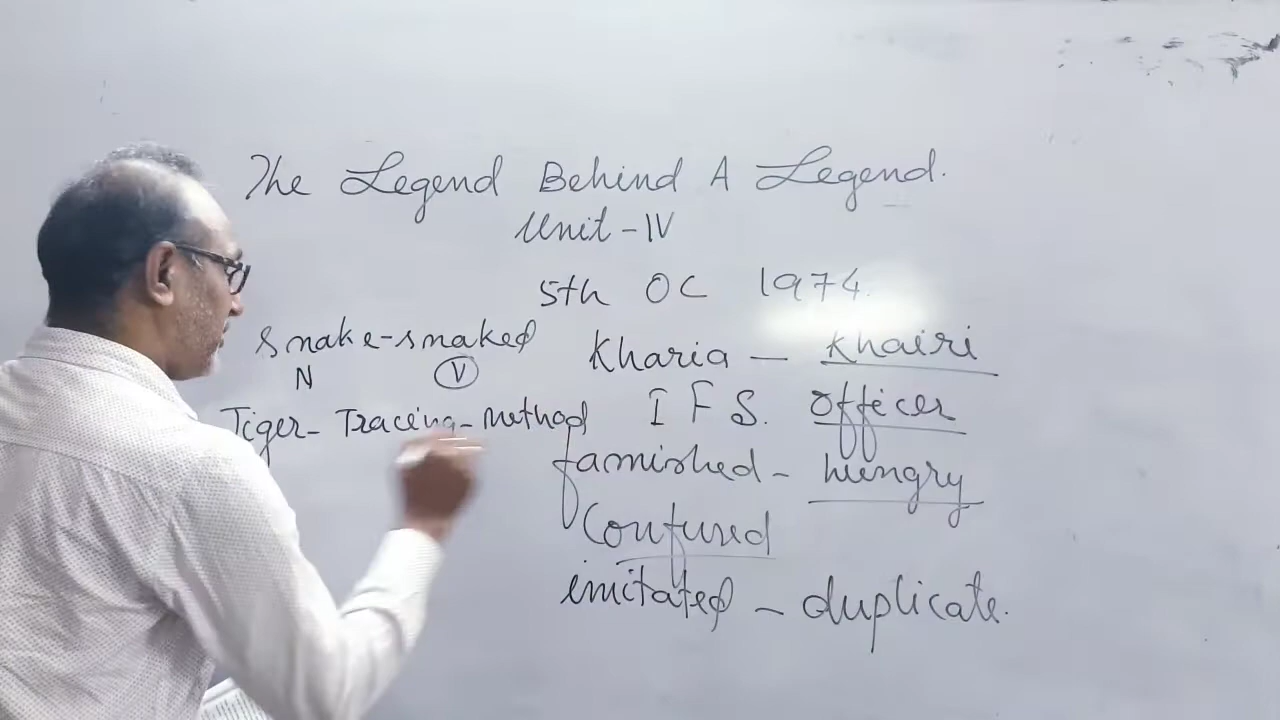 The Legend Behind A Legend.
Unit-IV
5th OC 1974.
Snake-snaked
N V
Tiger-Tracing-Method
Kharia - Khairi
I F S. Officer
famished - hungry
Confused
imitated - duplicate.